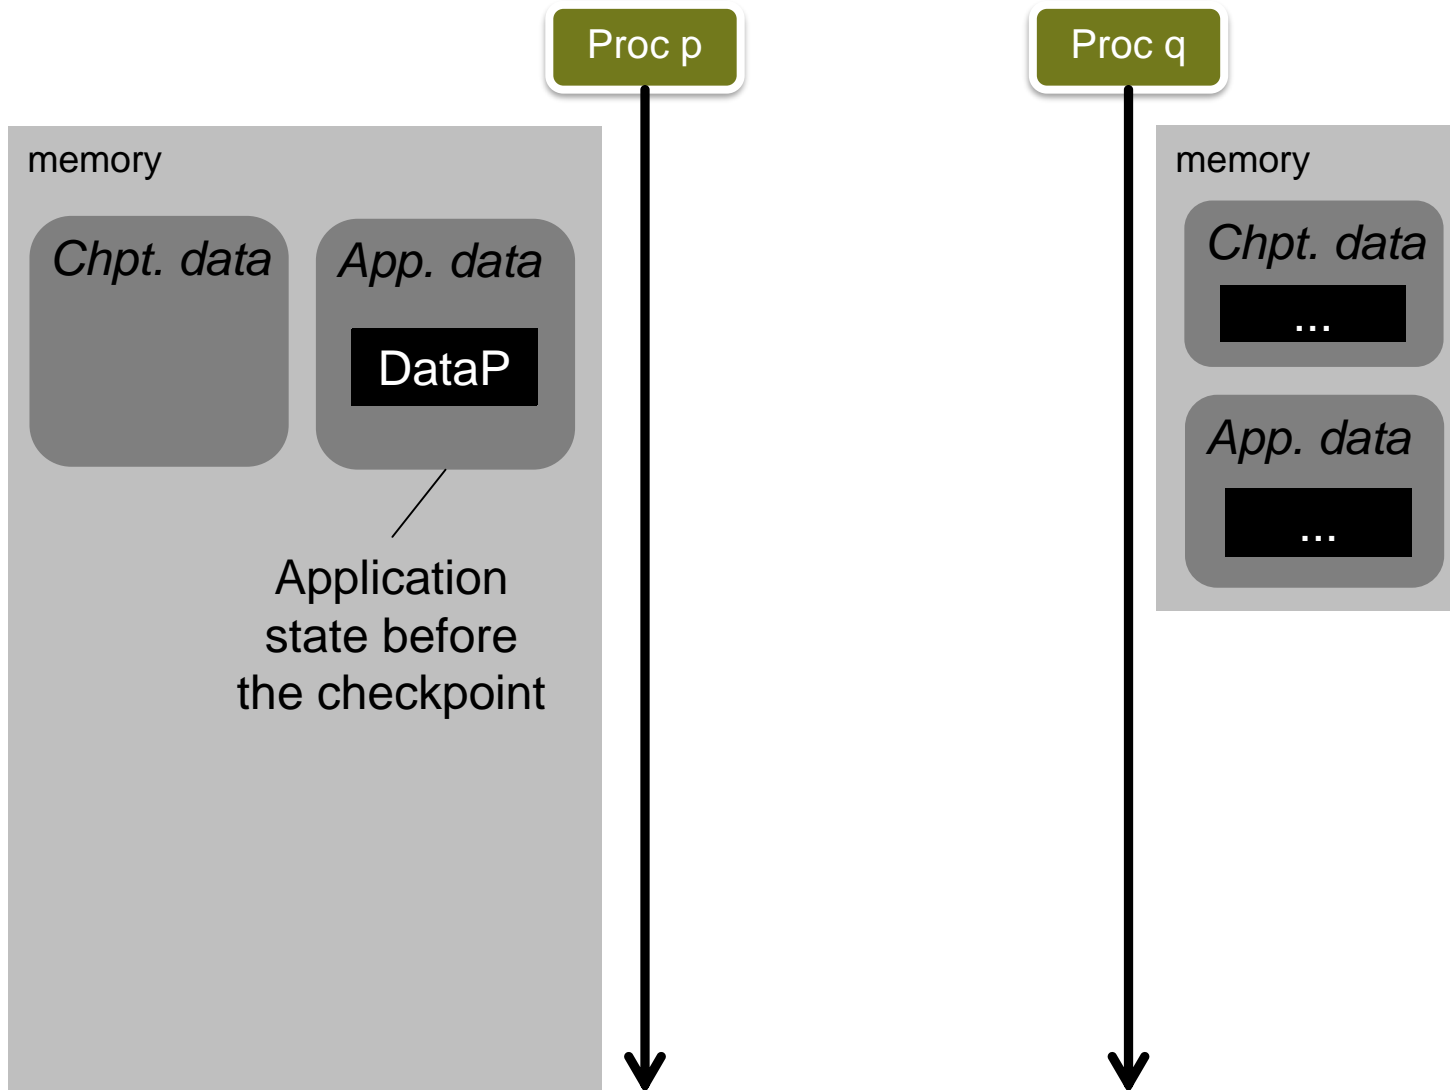 Proc p
Proc q
memory
Chpt. data
App. data
DataP
Application
state before
the checkpoint
memory
Chpt. data
...
App. data
...